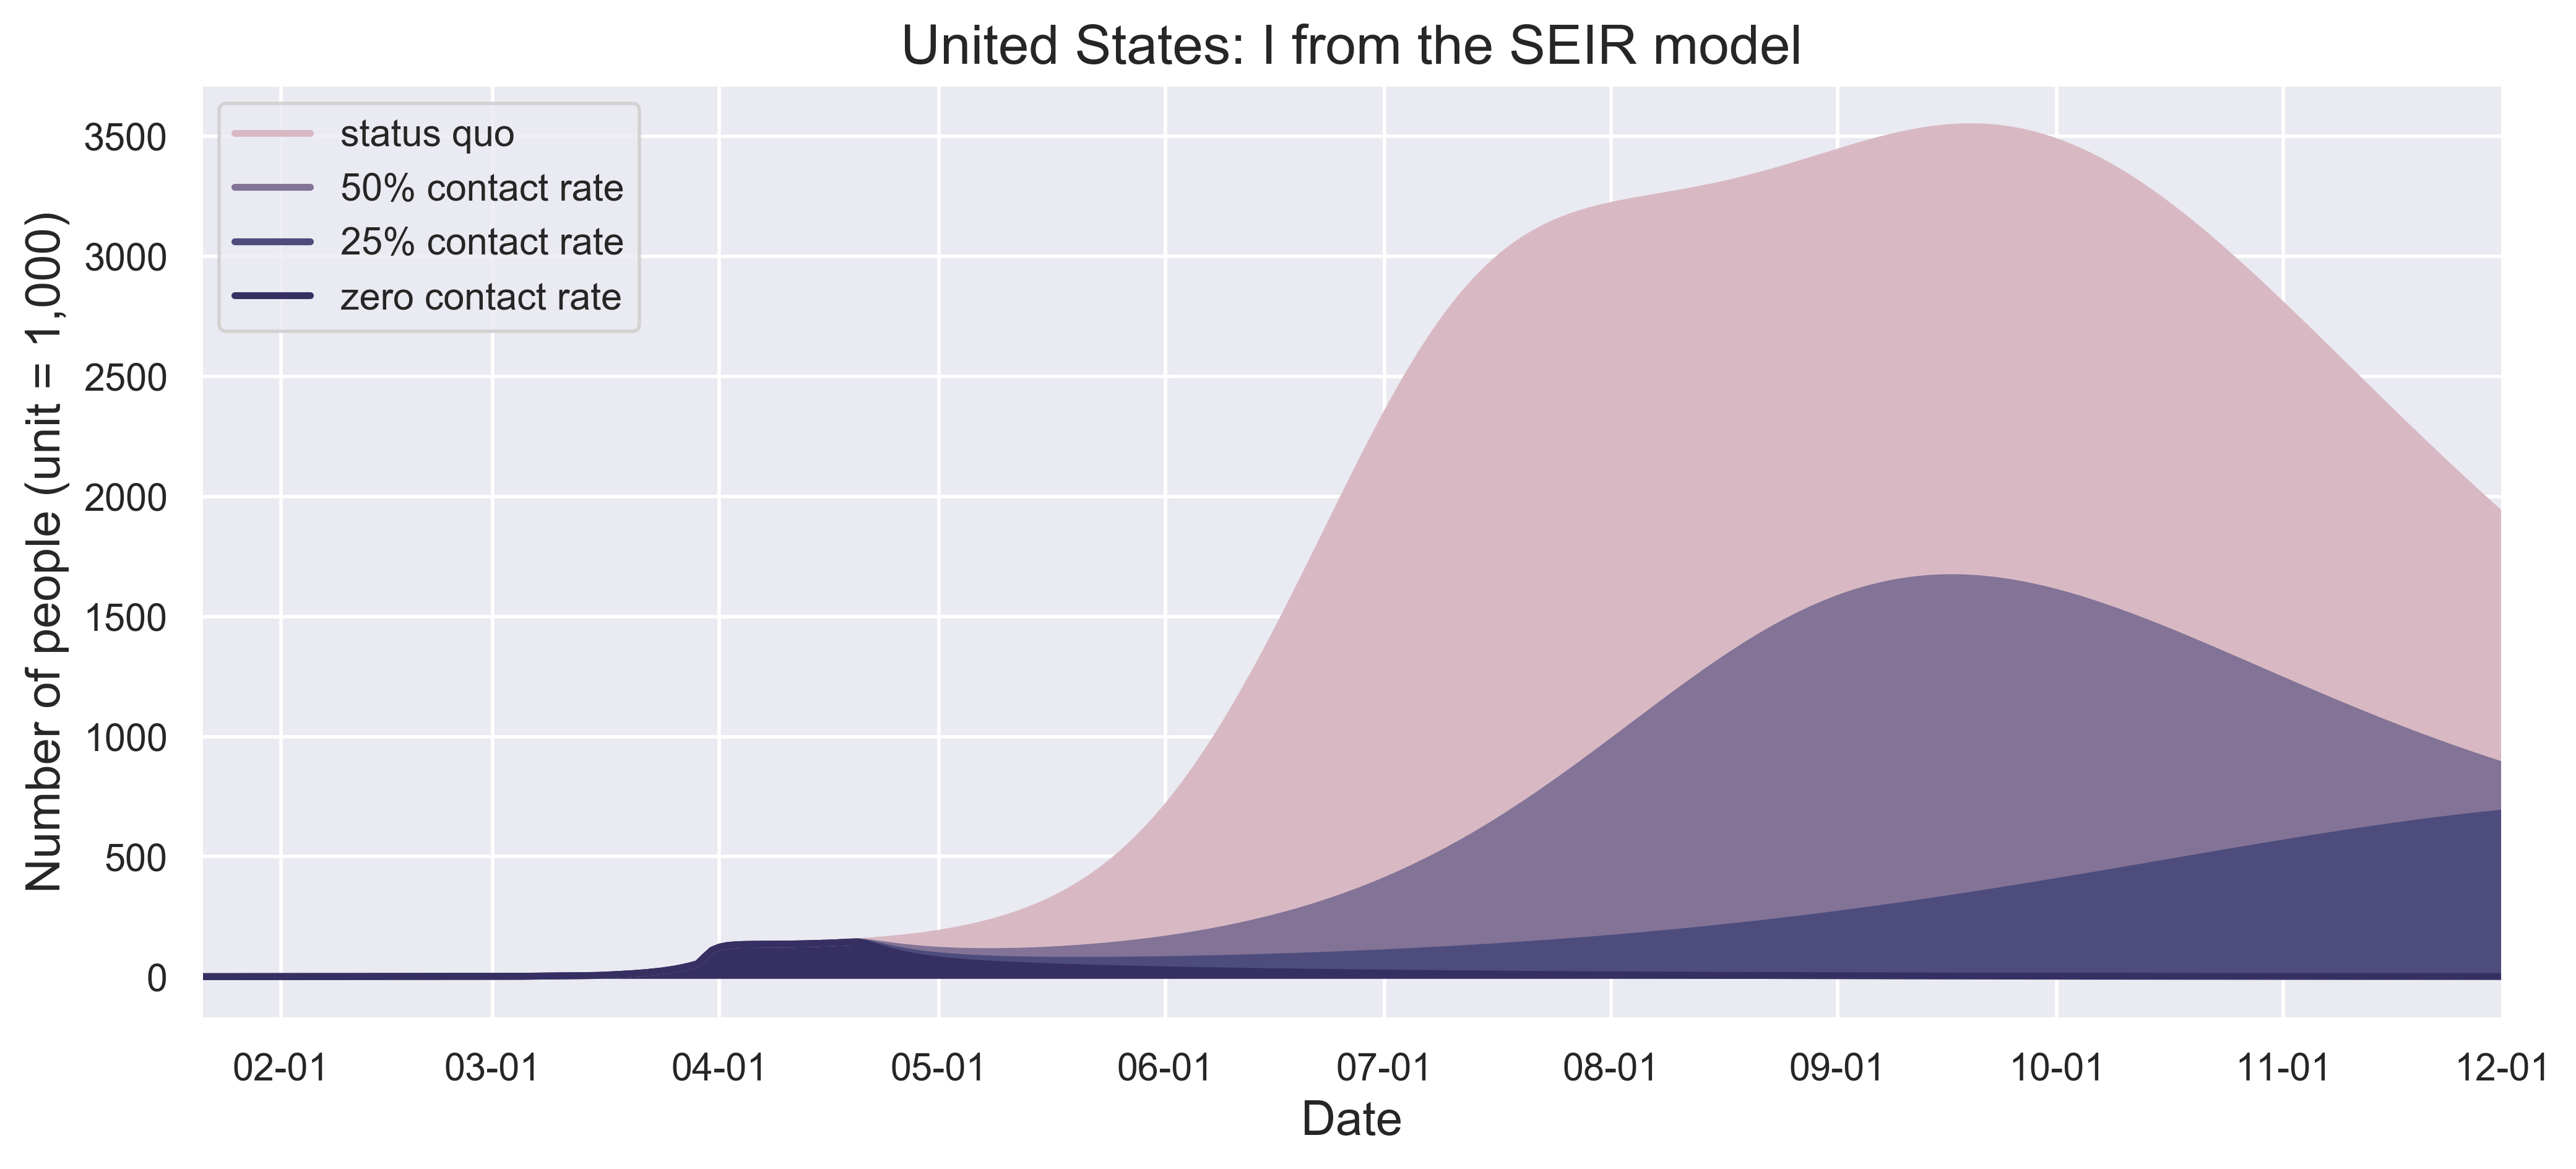 United States: I from the SEIR model
status quo
50% contact rate
25% contact rate
zero contact rate
Number of people (unit = 1,000)
3500
3000
2500
2000
1500
1000
500
0
02-01 03-01 04-01 05-01 06-01 07-01 08-01 09-01 10-01 11-01 12-01
Date